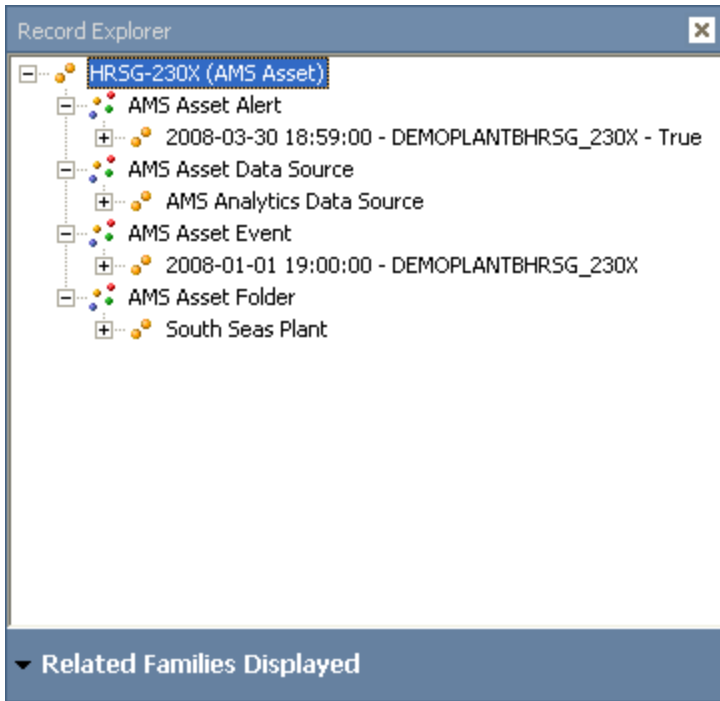 Record Explorer
HRSG-230X (AMS Asset)
AMS Asset Alert
2008-03-30 18:59:00 - DEMOPLANTBHRSG_230X - True
AMS Asset Data Source
AMS Analytics Data Source
AMS Asset Event
2008-01-01 19:00:00 - DEMOPLANTBHRSG_230X
AMS Asset Folder
South Seas Plant
Related Families Displayed